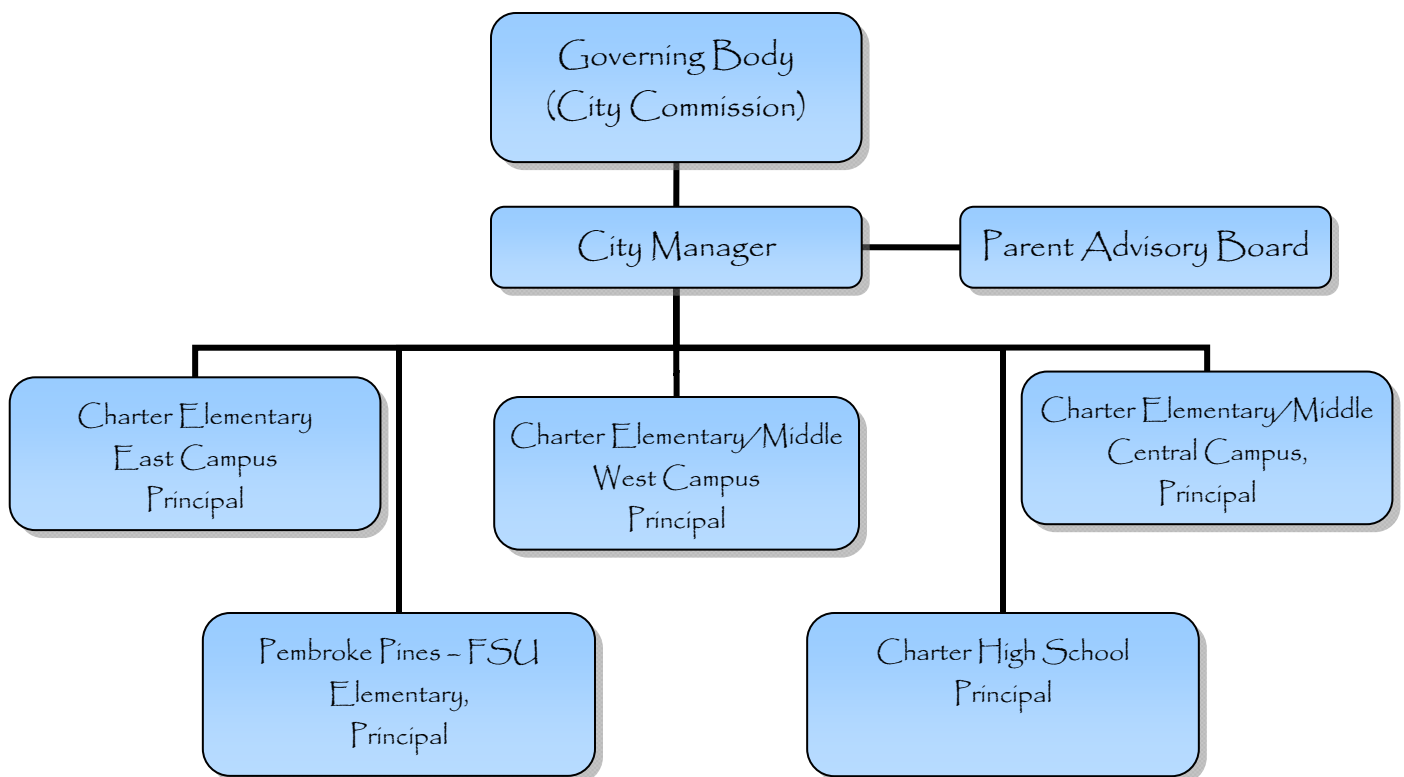 Governing Body
(City Commission)
City Manager
Parent Advisory Board
Charter Elementary
East Campus
Principal
Charter Elementary/Middle
West Campus
Principal
Charter Elementary/Middle
Central Campus,
Principal
Pembroke Pines – FSU
Elementary,
Principal
Charter High School
Principal